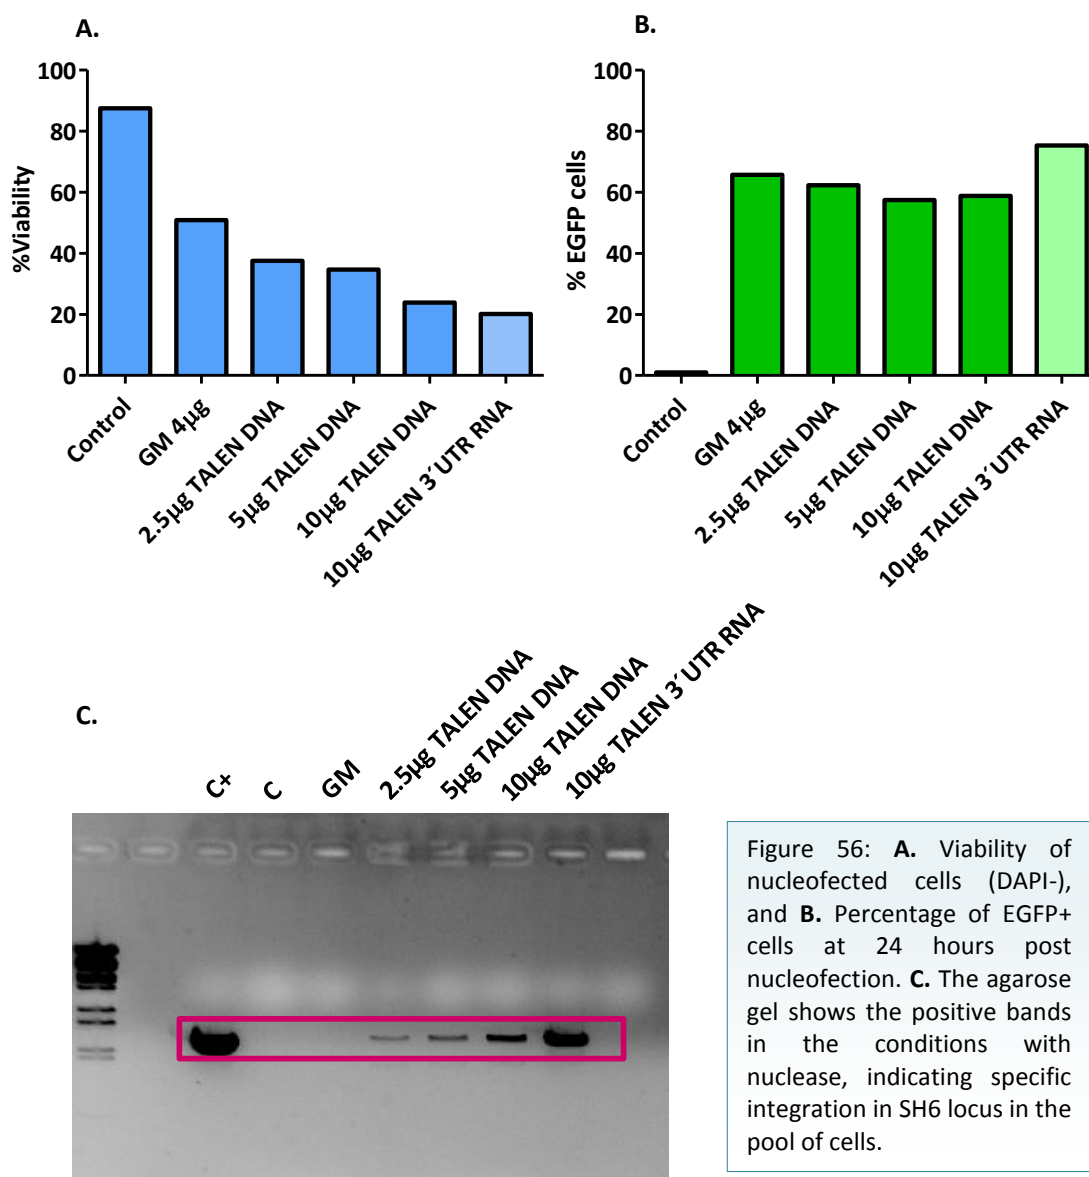 A.
%Viability
100
80
60
40
20
0
Control
GM 4µg
2.5µg TALEN DNA
5µg TALEN DNA
10µg TALEN DNA
10µg TALEN 3´UTR RNA
B.
% EGFP cells
100
80
60
40
20
0
Control
GM 4µg
2.5µg TALEN DNA
5µg TALEN DNA
10µg TALEN DNA
10µg TALEN 3´UTR RNA
C.
C+
C
GM
2.5µg TALEN DNA
5µg TALEN DNA
10µg TALEN DNA
10µg TALEN 3´UTR RNA
Figure 56: A. Viability of
nucleofected cells (DAPI-),
and B. Percentage of EGFP+
cells at 24 hours post
nucleofection. C. The agarose
gel shows the positive bands
in the conditions with
nuclease, indicating specific
integration in SH6 locus in the
pool of cells.